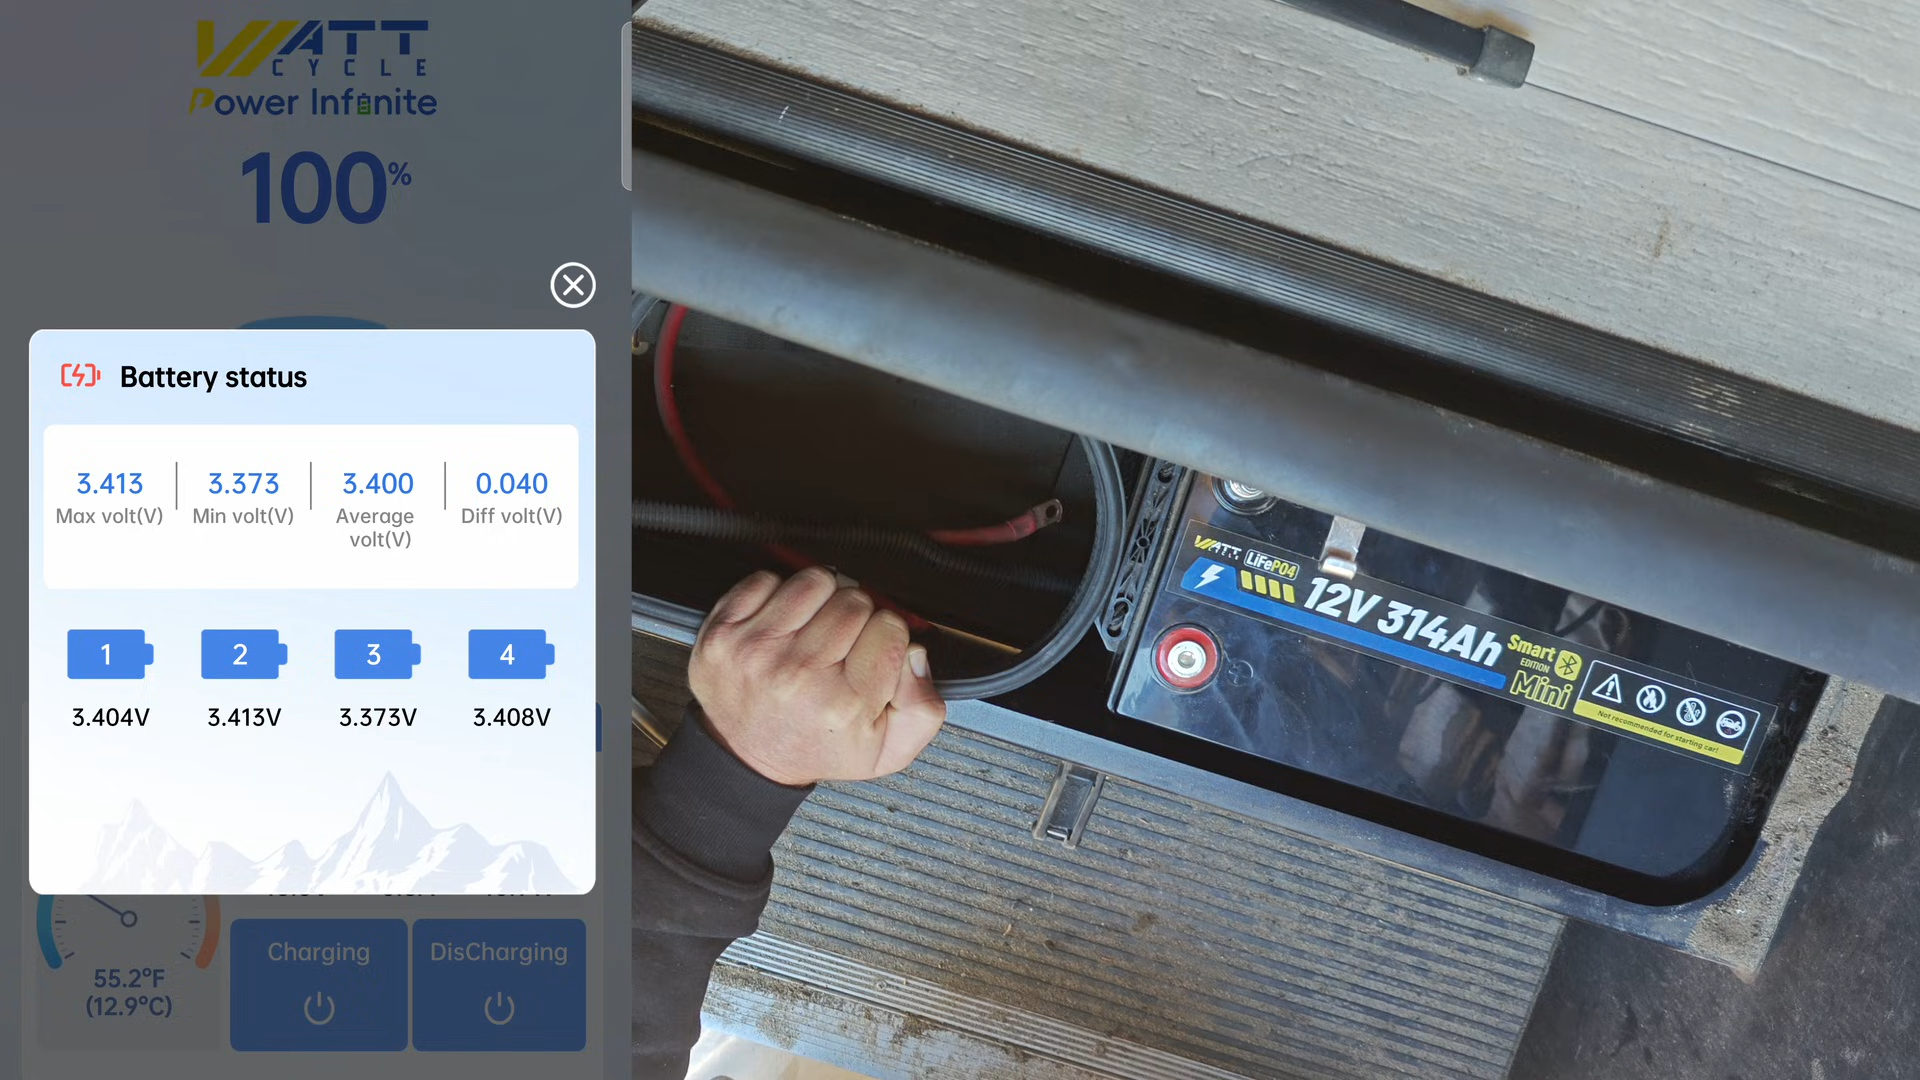 WATT
CYCLE
Power Infinite
100%
Battery status
3.413
Max volt(V)
3.373
Min volt(V)
3.400
Average
volt(V)
0.040
Diff volt(V)
1
2
3
4
3.404V
3.413V
3.373V
3.408V
55.2°F
(12.9°C)
Charging
DisCharging
WATT
CYCLE
LiFePO4
12V 314Ah
Smart
EDITION
Mini
Not recommended for starting car!